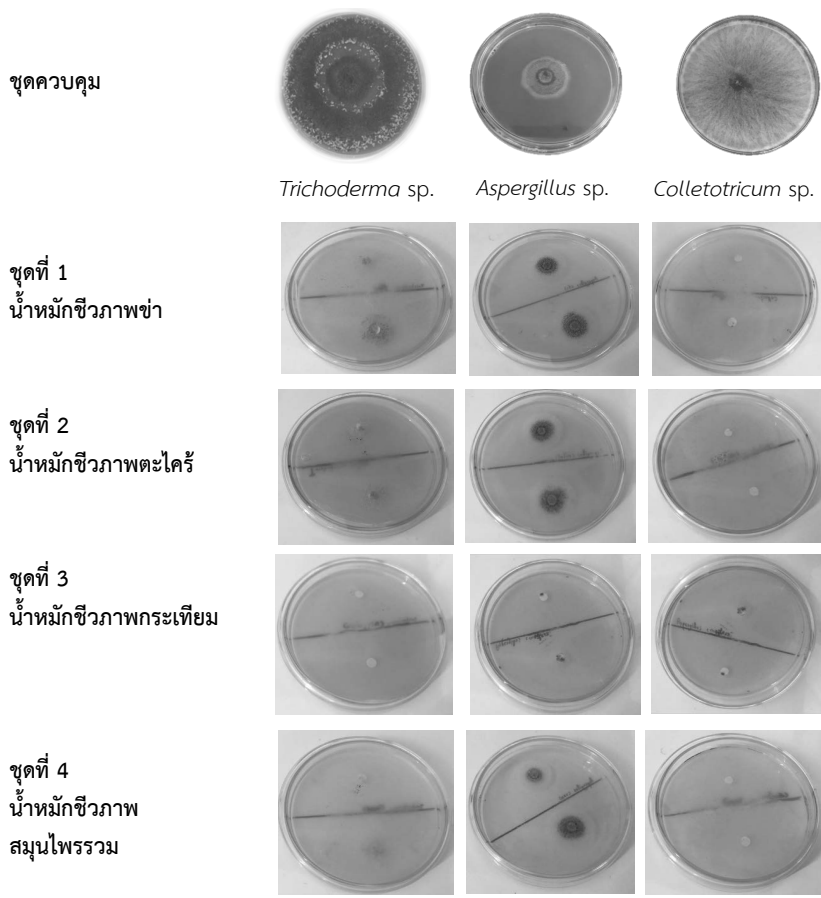 ชุดควบคุม
Trichoderma sp. Aspergillus sp. Colletotricum sp.
ชุดที่ 1
น้ำหมักชีวภาพข่า
ชุดที่ 2
น้ำหมักชีวภาพตะไคร้
ชุดที่ 3
น้ำหมักชีวภาพกระเทียม
ชุดที่ 4
น้ำหมักชีวภาพ
สมุนไพรรวม